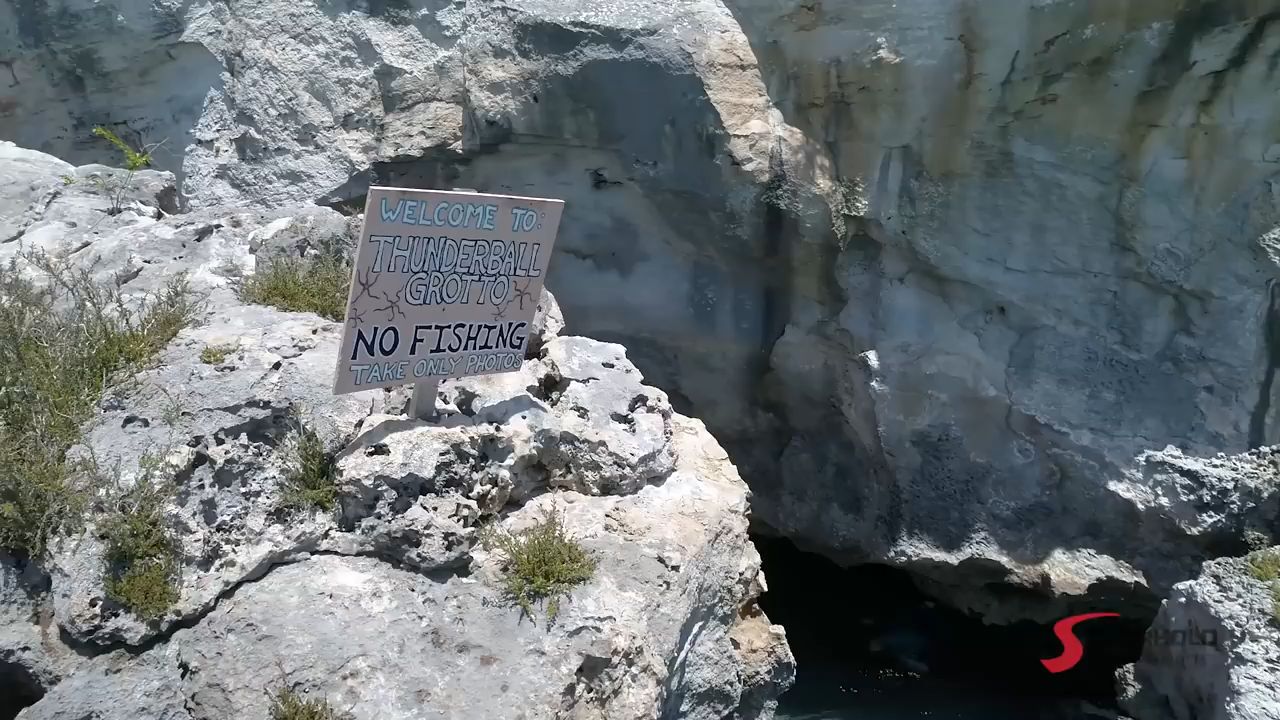 WELCOME TO:
THUNDERBALL
GROTTO
NO FISHING
TAKE ONLY PHOTOS